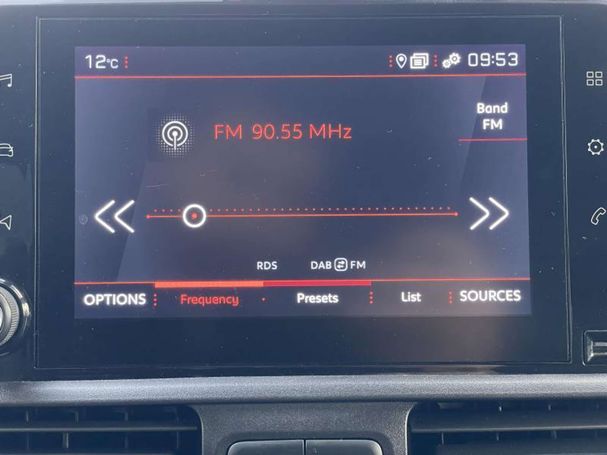 12°C 09:53
FM 90.55 MHz
Band
FM
RDS DAB FM
OPTIONS Frequency Presets List SOURCES